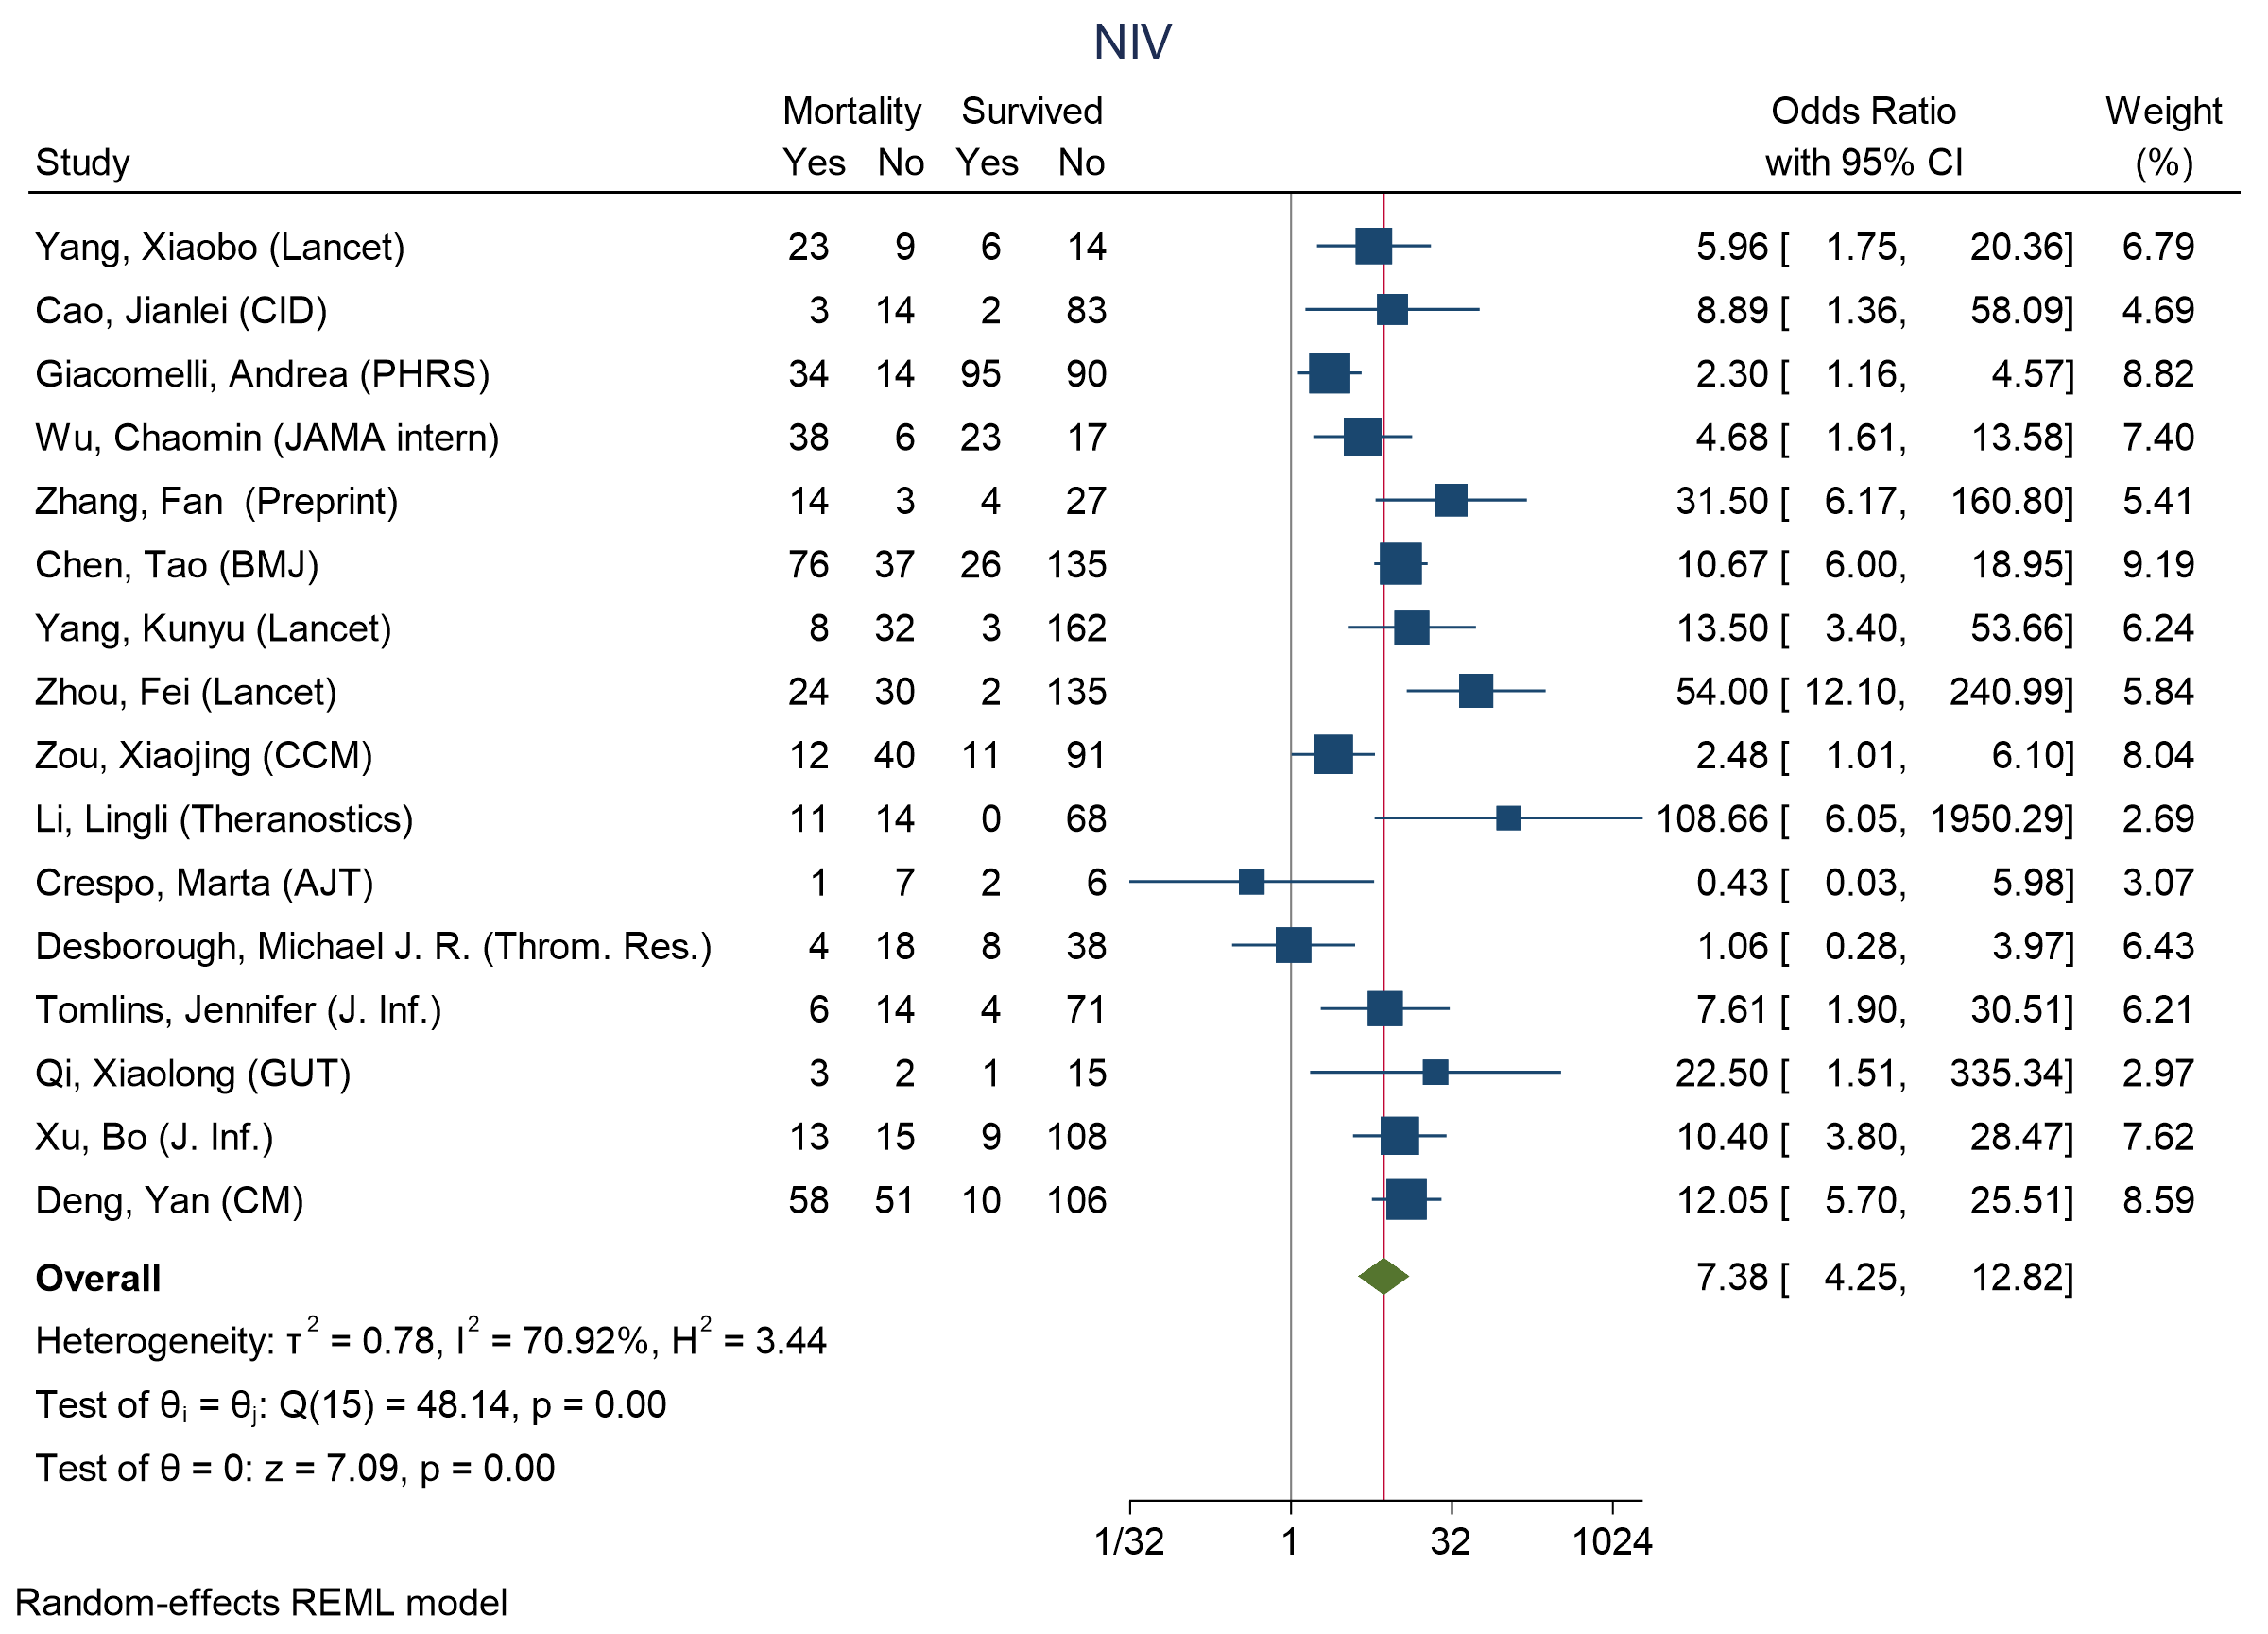 NIV
Mortality Survived Odds Ratio Weight
Study Yes No Yes No with 95% CI (%)
Yang, Xiaobo (Lancet) 23 9 6 14 5.96 [ 1.75, 20.36] 6.79
Cao, Jianlei (CID) 3 14 2 83 8.89 [ 1.36, 58.09] 4.69
Giacomelli, Andrea (PHRS) 34 14 95 90 2.30 [ 1.16, 4.57] 8.82
Wu, Chaomin (JAMA intern) 38 6 23 17 4.68 [ 1.61, 13.58] 7.40
Zhang, Fan (Preprint) 14 3 4 27 31.50 [ 6.17, 160.80] 5.41
Chen, Tao (BMJ) 76 37 26 135 10.67 [ 6.00, 18.95] 9.19
Yang, Kunyu (Lancet) 8 32 3 162 13.50 [ 3.40, 53.66] 6.24
Zhou, Fei (Lancet) 24 30 2 135 54.00 [ 12.10, 240.99] 5.84
Zou, Xiaojing (CCM) 12 40 11 91 2.48 [ 1.01, 6.10] 8.04
Li, Lingli (Theranostics) 11 14 0 68 108.66 [ 6.05, 1950.29] 2.69
Crespo, Marta (AJT) 1 7 2 6 0.43 [ 0.03, 5.98] 3.07
Desborough, Michael J. R. (Throm. Res.) 4 18 8 38 1.06 [ 0.28, 3.97] 6.43
Tomlins, Jennifer (J. Inf.) 6 14 4 71 7.61 [ 1.90, 30.51] 6.21
Qi, Xiaolong (GUT) 3 2 1 15 22.50 [ 1.51, 335.34] 2.97
Xu, Bo (J. Inf.) 13 15 9 108 10.40 [ 3.80, 28.47] 7.62
Deng, Yan (CM) 58 51 10 106 12.05 [ 5.70, 25.51] 8.59
Overall 7.38 [ 4.25, 12.82]
Heterogeneity: τ² = 0.78, I² = 70.92%, H² = 3.44
Test of θᵢ = θⱼ: Q(15) = 48.14, p = 0.00
Test of θ = 0: z = 7.09, p = 0.00
1/32 1 32 1024
Random-effects REML model